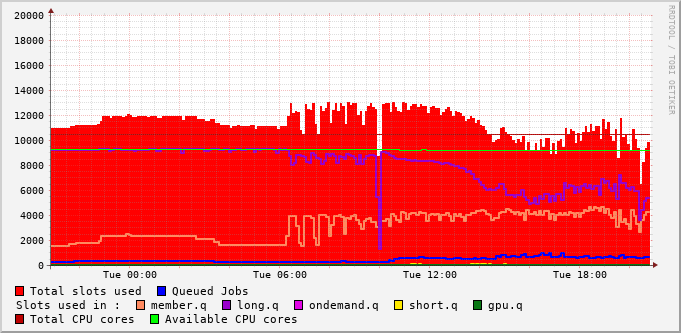 20000
18000
16000
14000
12000
10000
8000
6000
4000
2000
0
Tue 00:00 Tue 06:00 Tue 12:00 Tue 18:00
RRDTOOL / TOBI OETIKER
Total slots used Queued Jobs
Slots used in : member.q long.q ondemand.q short.q gpu.q
Total CPU cores Available CPU cores